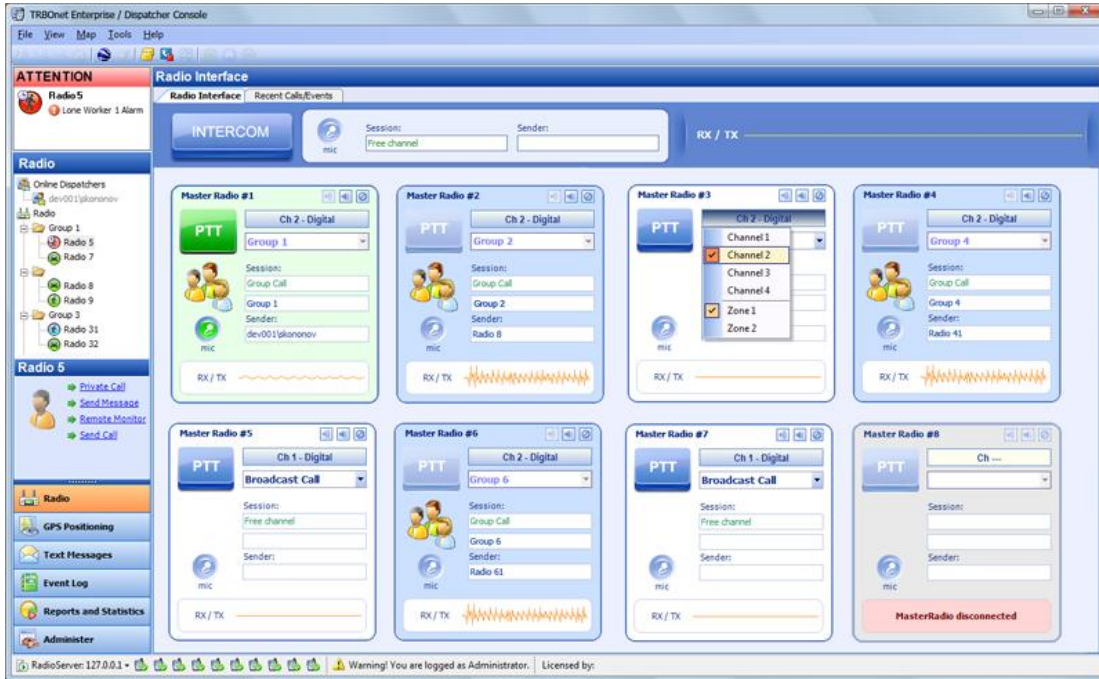 TRBOnet Enterprise / Dispatcher Console
File View Map Tools Help
ATTENTION
Radio 5
Lone Worker 1 Alarm
Radio
Online Dispatchers
dev001\skononov
Radio
Group 1
Radio 5
Radio 7
Radio 8
Radio 9
Group 3
Radio 31
Radio 32
Radio 5
Private Call
Send Message
Remote Monitor
Send Call
Radio
GPS Positioning
Text Messages
Event Log
Reports and Statistics
Administer
Radio Interface
Radio Interface Recent Calls/Events
INTERCOM
mic
Session:
Free channel
Sender:
RX / TX
Master Radio #1
PTT
Ch 2 - Digital
Group 1
Session:
Group Call
Group 1
Sender:
dev001\skononov
mic
RX / TX
Master Radio #2
PTT
Ch 2 - Digital
Group 2
Session:
Group Call
Group 2
Sender:
Radio 8
mic
RX / TX
Master Radio #3
PTT
Ch 2 - Digital
Channel 1
Channel 2
Channel 3
Channel 4
Zone 1
Zone 2
mic
RX / TX
Master Radio #4
PTT
Ch 2 - Digital
Group 4
Session:
Group Call
Group 4
Sender:
Radio 41
mic
RX / TX
Master Radio #5
PTT
Ch 1 - Digital
Broadcast Call
Session:
Free channel
Sender:
mic
RX / TX
Master Radio #6
PTT
Ch 2 - Digital
Group 6
Session:
Group Call
Group 6
Sender:
Radio 61
mic
RX / TX
Master Radio #7
PTT
Ch 1 - Digital
Broadcast Call
Session:
Free channel
Sender:
mic
RX / TX
Master Radio #8
PTT
Ch ---
Session:
Sender:
mic
MasterRadio disconnected
RadioServer: 127.0.0.1
Warning! You are logged as Administrator.
Licensed by: